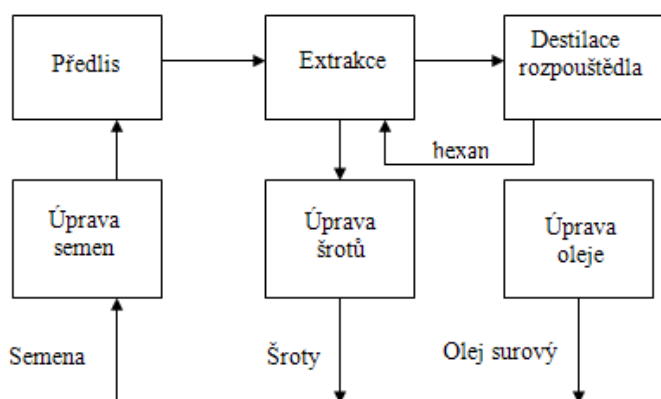 Předlis
Extrakce
Destilace
rozpouštědla
hexan
Úprava
semen
Úprava
šrotů
Úprava
oleje
Semena
Šroty
Olej surový